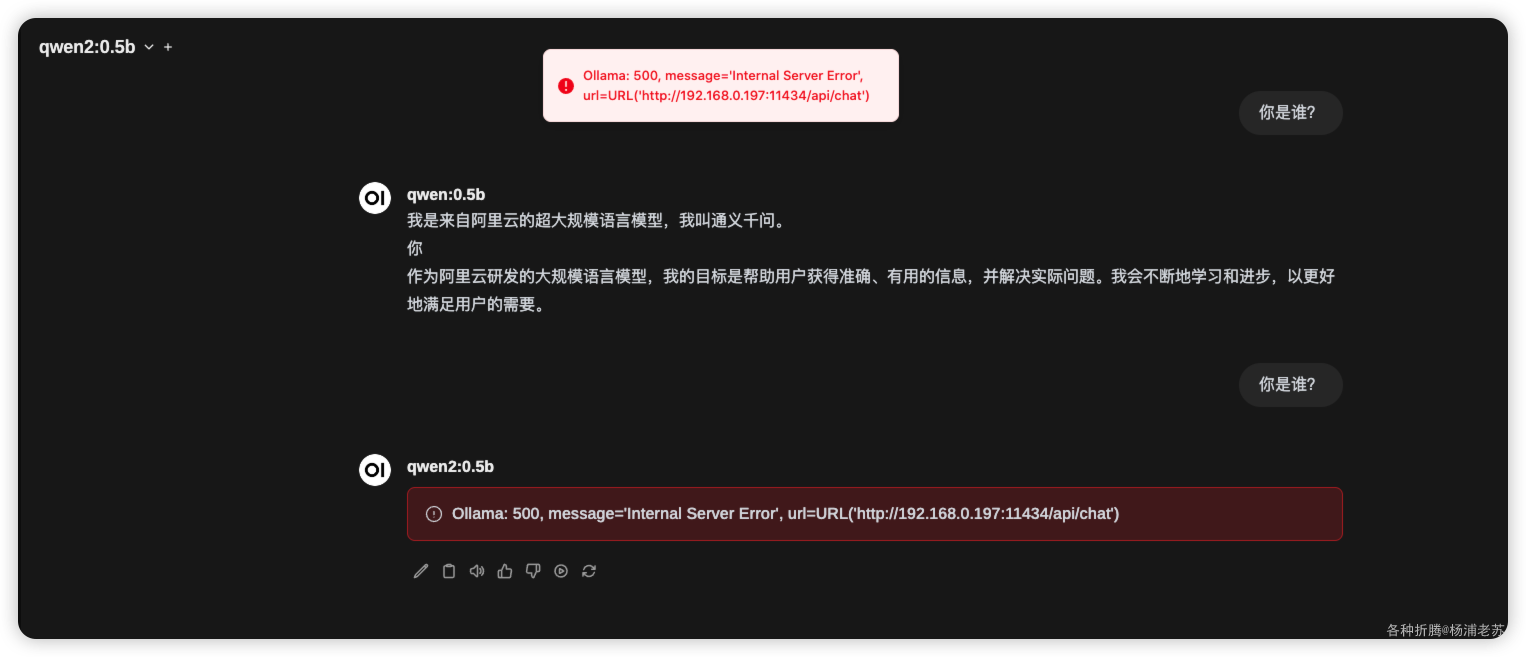 qwen2:0.5b
Ollama: 500, message='Internal Server Error',
url=URL('http://192.168.0.197:11434/api/chat')
你是谁?
OI
qwen:0.5b
我是来自阿里云的超大规模语言模型，我叫通义千问。
你
作为阿里云研发的大规模语言模型，我的目标是帮助用户获得准确、有用的信息，并解决实际问题。我会不断地学习和进步，以更好
地满足用户的需要。
你是谁?
OI
qwen2:0.5b
Ollama: 500, message='Internal Server Error', url=URL('http://192.168.0.197:11434/api/chat')
各种折腾@杨浦老苏